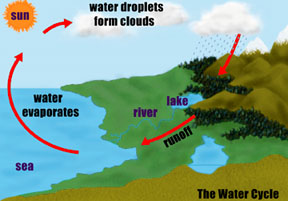 sun
water droplets
form clouds
water
evaporates
river
lake
runoff
sea
The Water Cycle